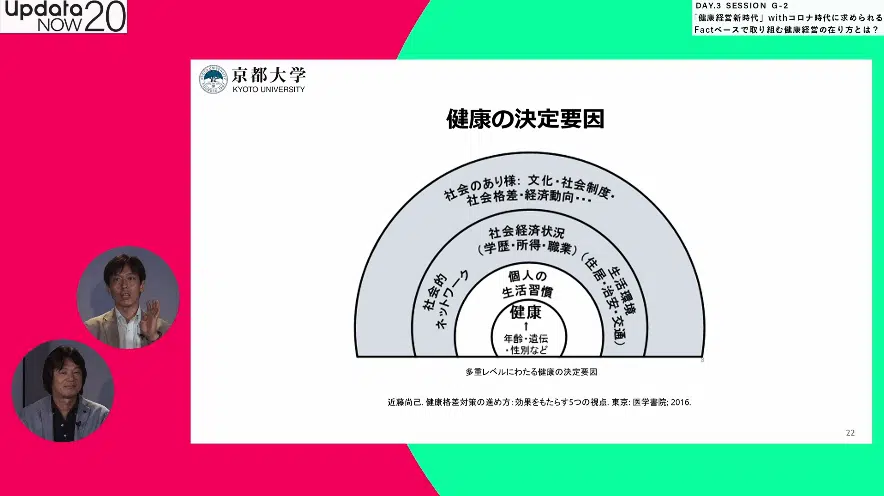 Updata
NOW20
DAY.3 SESSION G-2
「健康経営新時代」withコロナ時代に求められる
Factベースで取り組む健康経営の在り方とは？
京都大学
KYOTO UNIVERSITY
健康の決定要因
社会のあり様： 文化・社会制度・
社会格差・経済動向・・・
社会経済状況
（学歴・所得・職業）
社会的
ネットワーク
生活環境
（住居・治安・交通）
個人の
生活習慣
健康
↑
年齢・遺伝
・性別など
多重レベルにわたる健康の決定要因
近藤尚己. 健康格差対策の進め方：効果をもたらす5つの視点. 東京：医学書院; 2016.
22